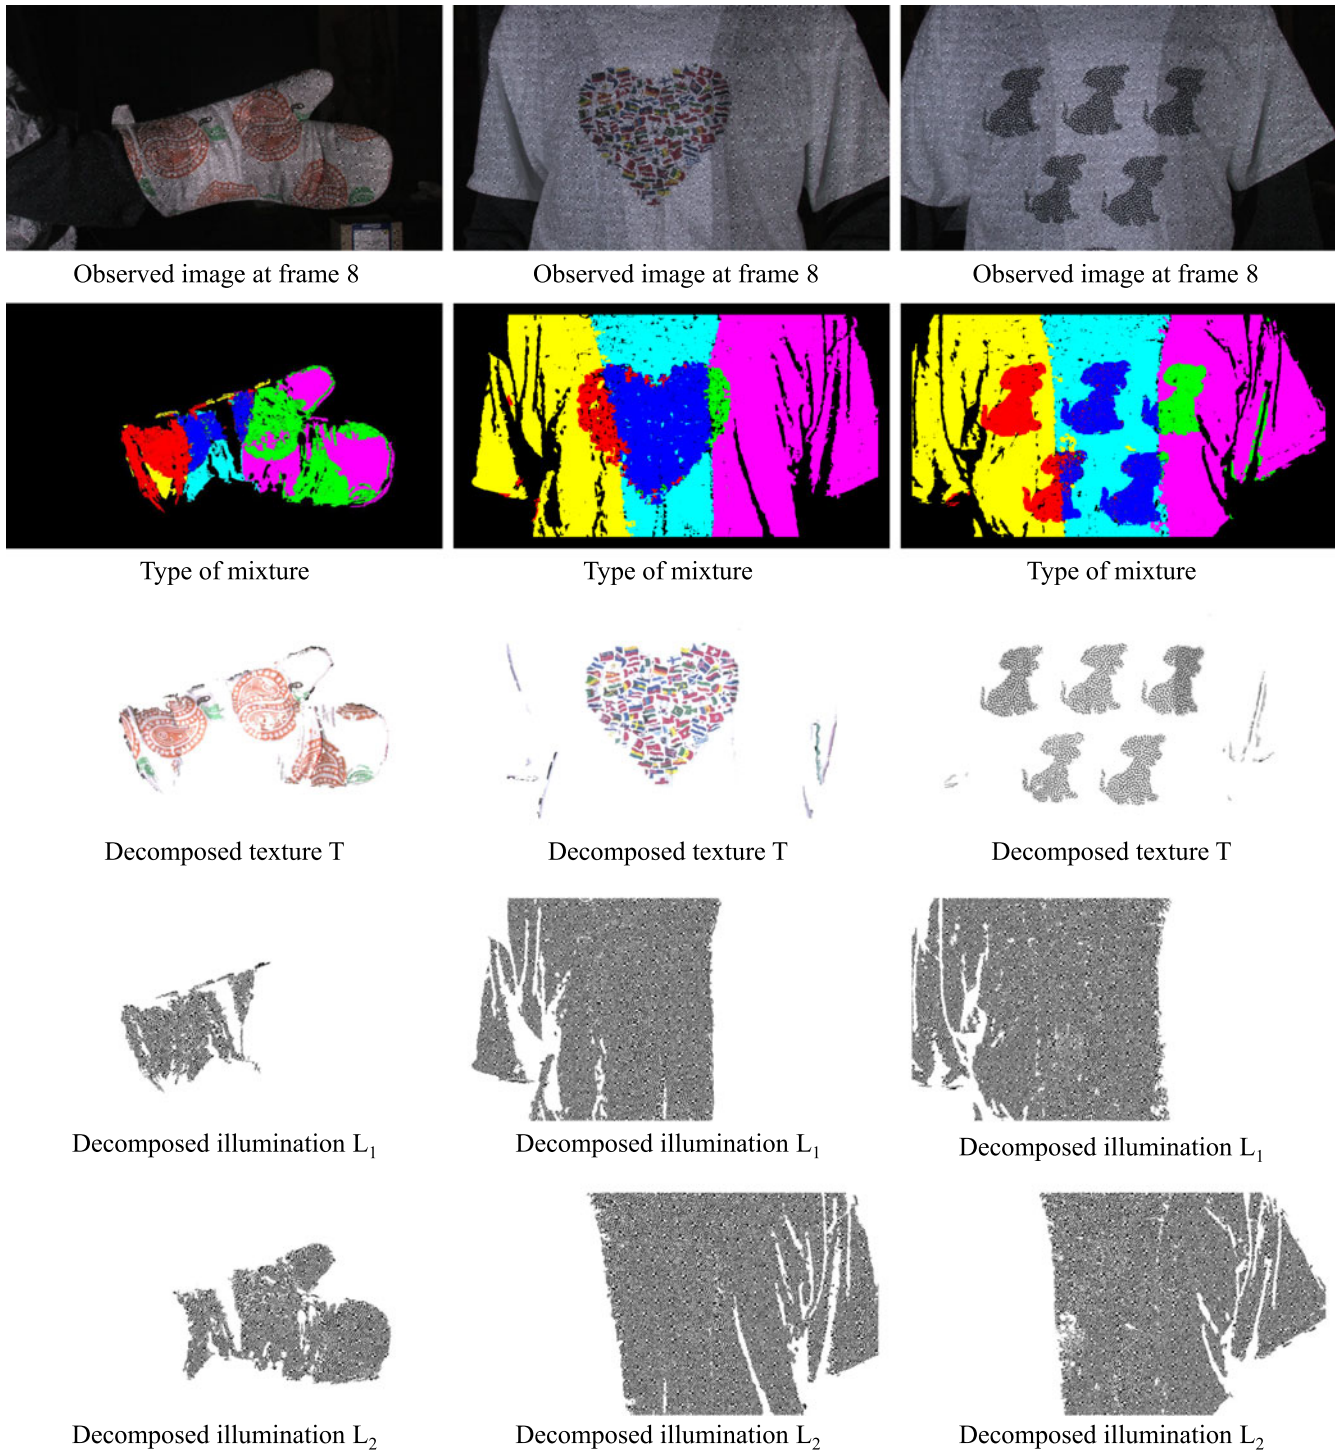 Observed image at frame 8
Observed image at frame 8
Observed image at frame 8
Type of mixture
Type of mixture
Type of mixture
Decomposed texture T
Decomposed texture T
Decomposed texture T
Decomposed illumination L₁
Decomposed illumination L₁
Decomposed illumination L₁
Decomposed illumination L₂
Decomposed illumination L₂
Decomposed illumination L₂